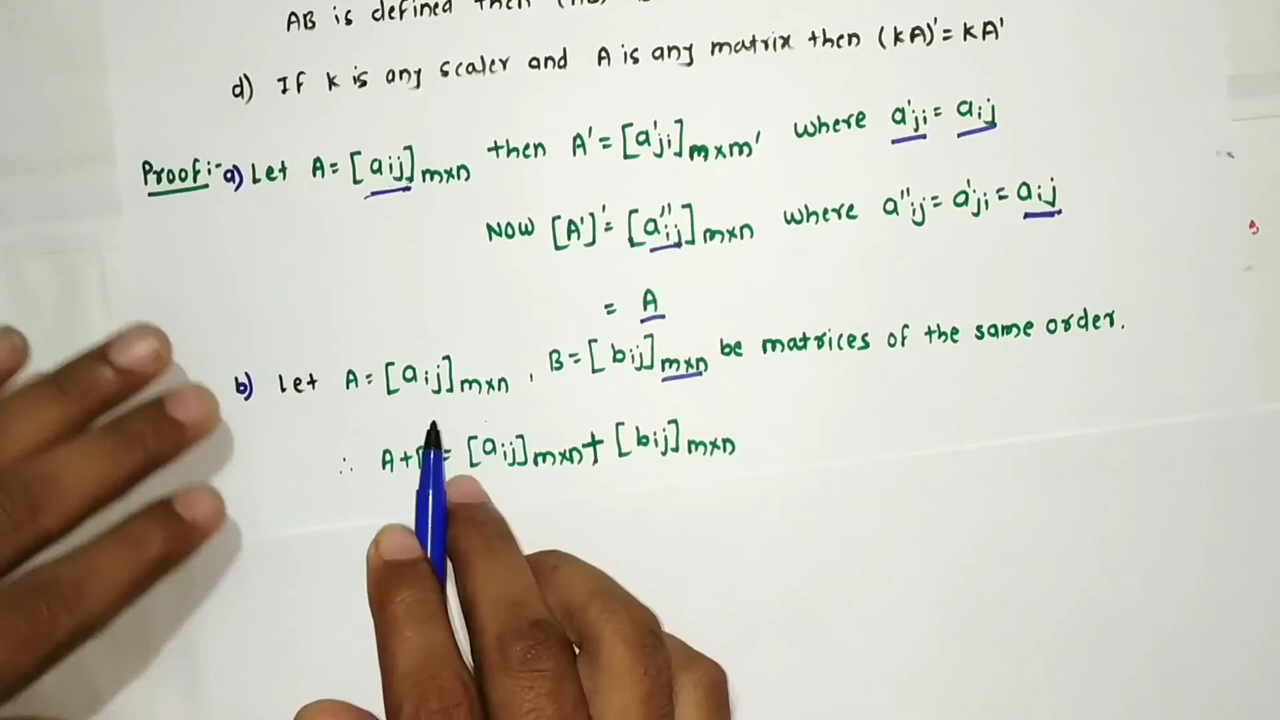 AB is defined then
d) If k is any scaler and A is any matrix then (kA)'= kA'
Proof:- a) Let A = [aij]m×n then A' = [a'ji]m×m' where a'ji = aij
Now [A']' = [a''ij]m×n where a''ij = a'ji = aij
= A
b) Let A = [aij]m×n , B = [bij]m×n be matrices of the same order.
∴ A+ = [aij]m×n + [bij]m×n